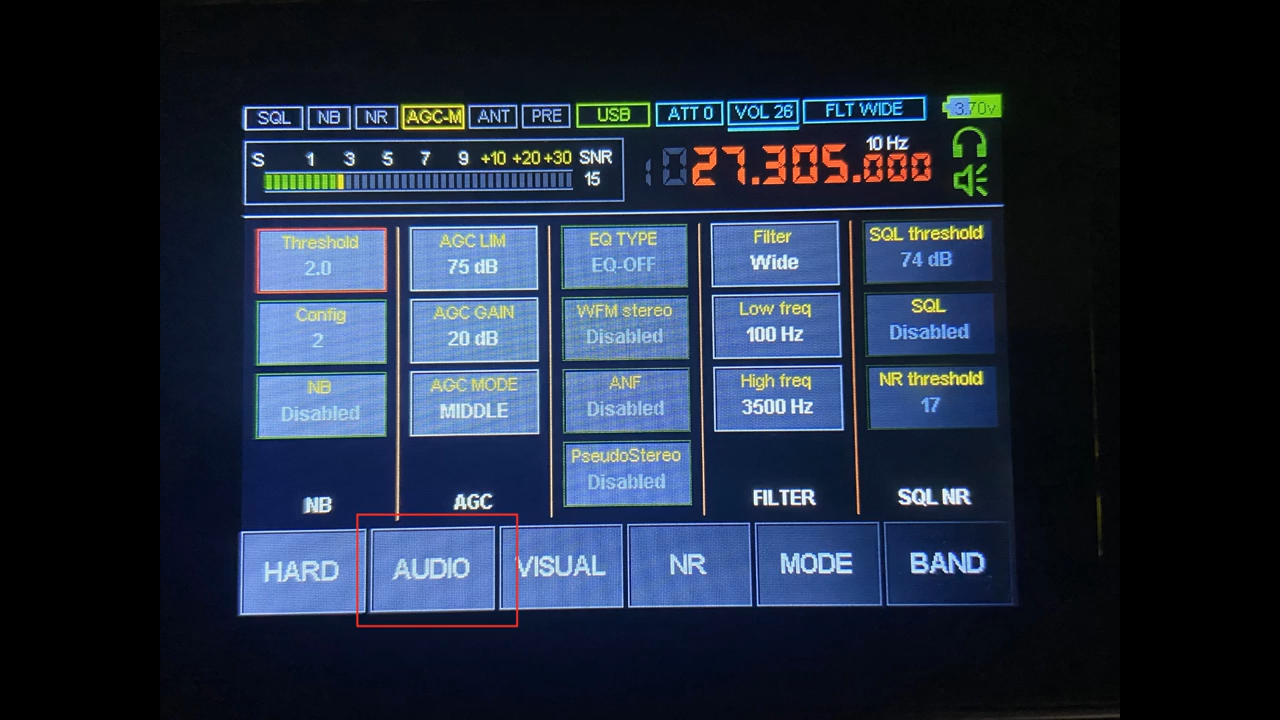 SQL NB NR AGC-M ANT PRE USB ATT 0 VOL 26 FLT WIDE 3.70v
S 1 3 5 7 9 +10 +20 +30 SNR
15
10 Hz
27.305.000
Threshold
2.0
Config
2
NB
Disabled
NB
AGC LIM
75 dB
AGC GAIN
20 dB
AGC MODE
MIDDLE
AGC
EQ TYPE
EQ-OFF
WFM stereo
Disabled
ANF
Disabled
PseudoStereo
Disabled
Filter
Wide
Low freq
100 Hz
High freq
3500 Hz
FILTER
SQL threshold
74 dB
SQL
Disabled
NR threshold
17
SQL NR
HARD AUDIO VISUAL NR MODE BAND